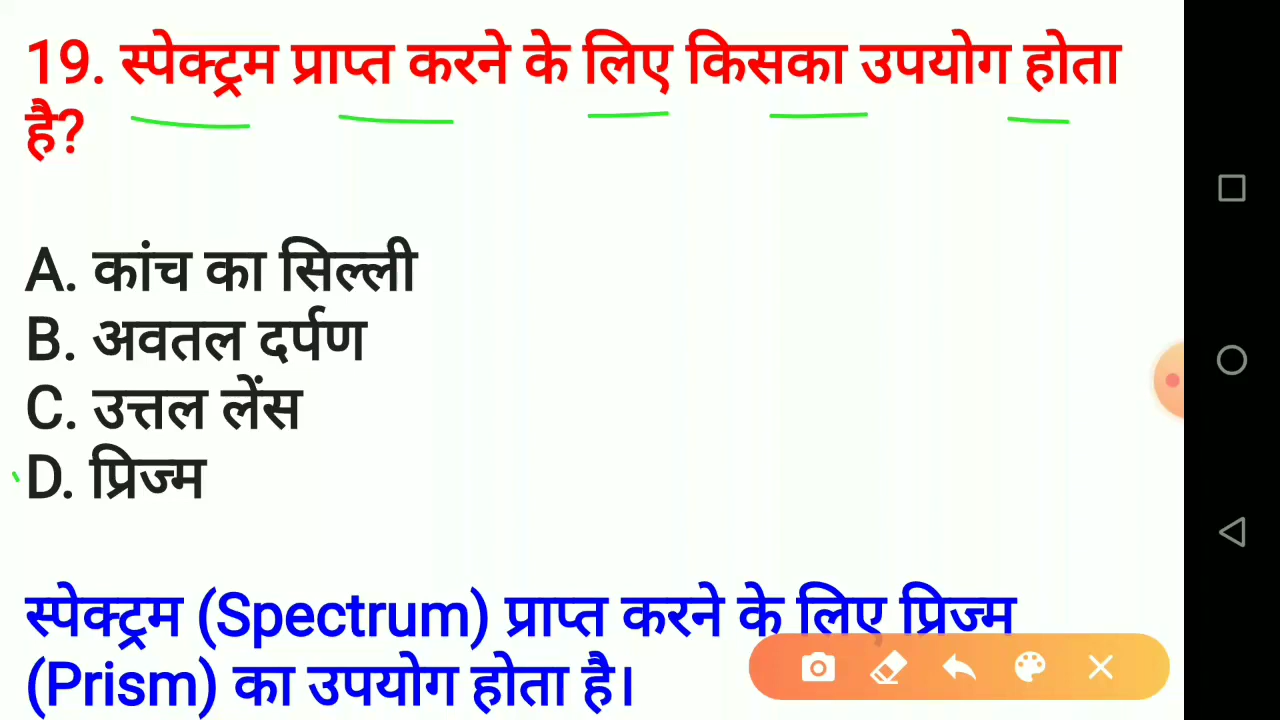 19. स्पेक्ट्रम प्राप्त करने के लिए किसका उपयोग होता
है?
A. कांच का सिल्ली
B. अवतल दर्पण
C. उत्तल लेंस
D. प्रिज्म
स्पेक्ट्रम (Spectrum) प्राप्त करने के लिए प्रिज्म
(Prism) का उपयोग होता है।